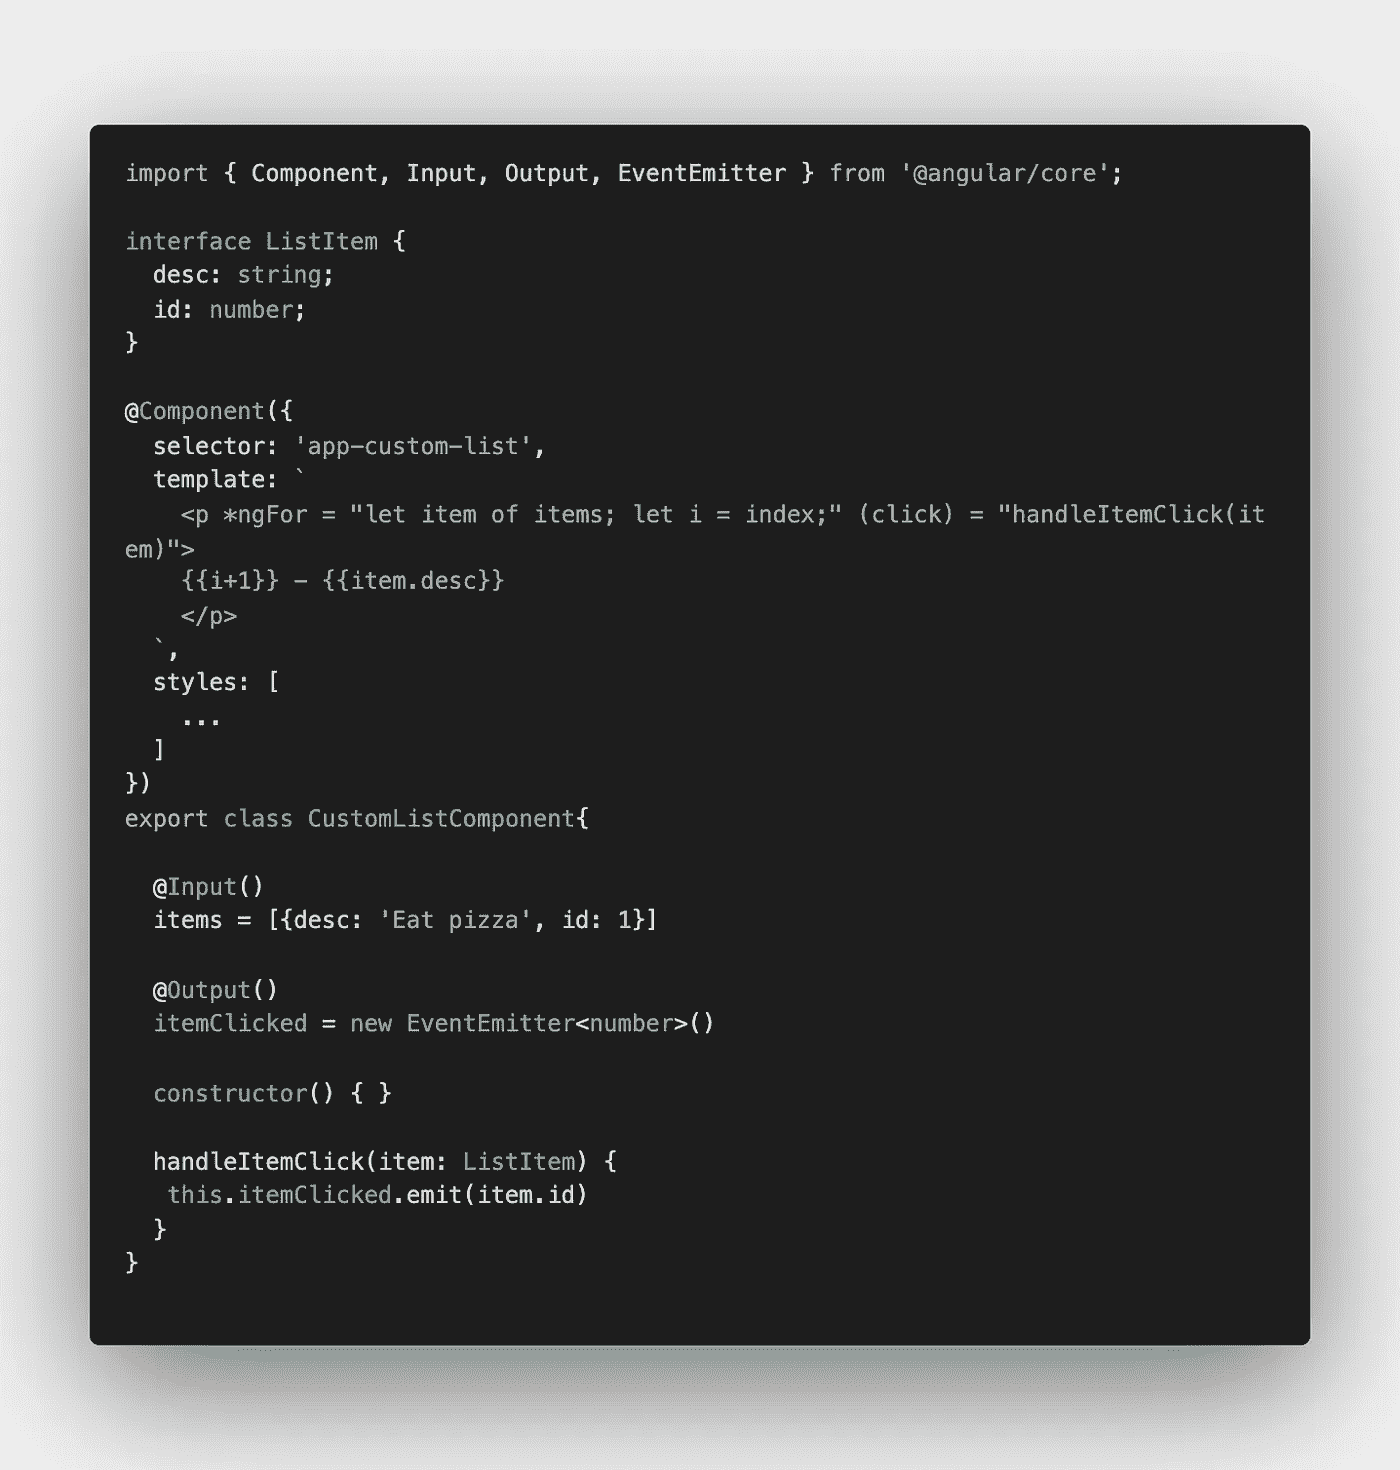 import { Component, Input, Output, EventEmitter } from '@angular/core';
interface ListItem {
  desc: string;
  id: number;
}
@Component({
  selector: 'app-custom-list',
  template: `
    <p *ngFor = "let item of items; let i = index;" (click) = "handleItemClick(it
em)">
    {{i+1}} - {{item.desc}}
    </p>
  `,
  styles: [
    ...
  ]
})
export class CustomListComponent{
  @Input()
  items = [{desc: 'Eat pizza', id: 1}]
  @Output()
  itemClicked = new EventEmitter<number>()
  constructor() { }
  handleItemClick(item: ListItem) {
   this.itemClicked.emit(item.id)
  }
}